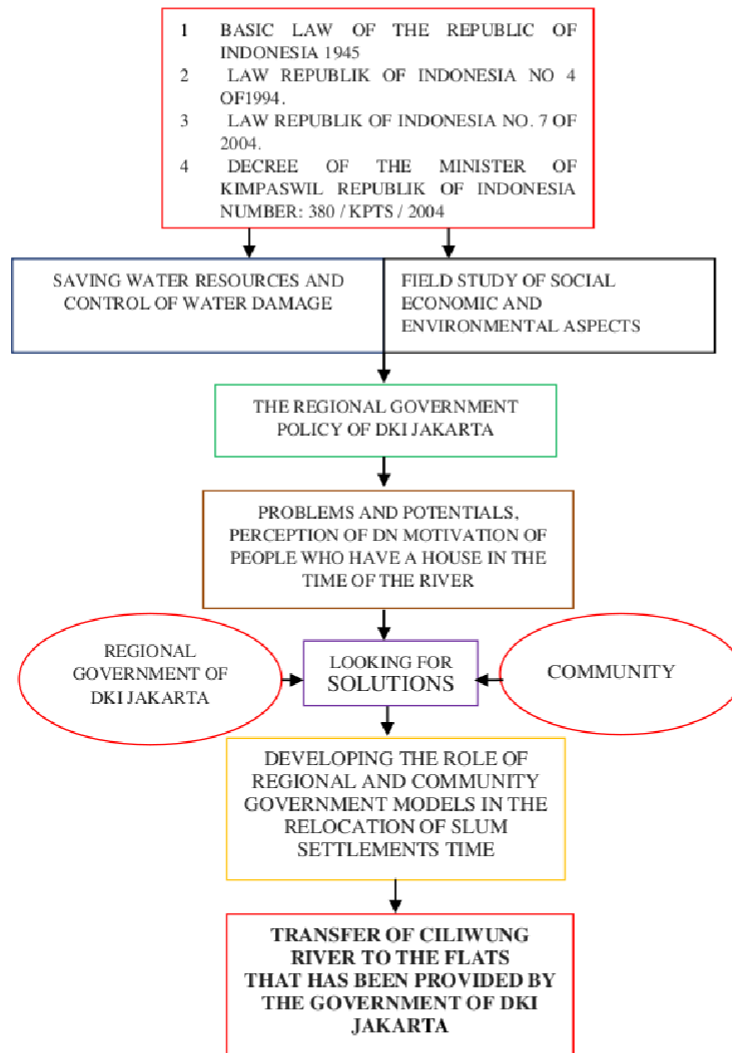 1 BASIC LAW OF THE REPUBLIC OF
INDONESIA 1945
2 LAW REPUBLIK OF INDONESIA NO 4
OF1994.
3 LAW REPUBLIK OF INDONESIA NO. 7 OF
2004.
4 DECREE OF THE MINISTER OF
KIMPASWIL REPUBLIK OF INDONESIA
NUMBER: 380 / KPTS / 2004
SAVING WATER RESOURCES AND
CONTROL OF WATER DAMAGE
FIELD STUDY OF SOCIAL
ECONOMIC AND
ENVIRONMENTAL ASPECTS
THE REGIONAL GOVERNMENT
POLICY OF DKI JAKARTA
PROBLEMS AND POTENTIALS,
PERCEPTION OF DN MOTIVATION OF
PEOPLE WHO HAVE A HOUSE IN THE
TIME OF THE RIVER
REGIONAL
GOVERNMENT OF
DKI JAKARTA
LOOKING FOR
SOLUTIONS
COMMUNITY
DEVELOPING THE ROLE OF
REGIONAL AND COMMUNITY
GOVERNMENT MODELS IN THE
RELOCATION OF SLUM
SETTLEMENTS TIME
TRANSFER OF CILIWUNG
RIVER TO THE FLATS
THAT HAS BEEN PROVIDED BY
THE GOVERNMENT OF DKI
JAKARTA